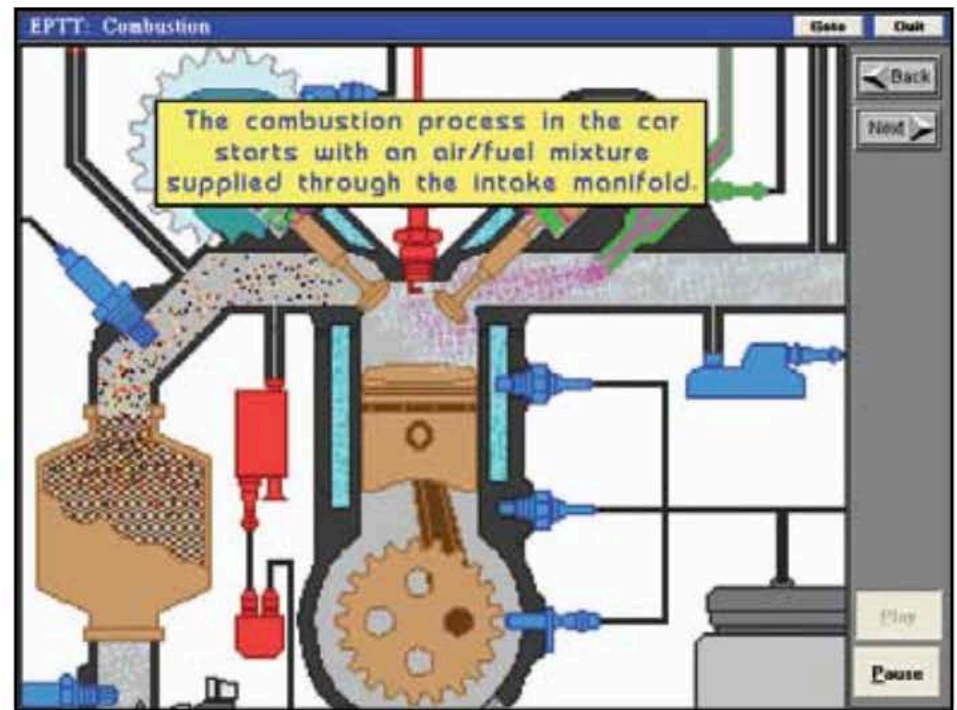 EPTT: Combustion
Quit
Back
Next
The combustion process in the car
starts with an air/fuel mixture
supplied through the intake manifold.
Play
Pause